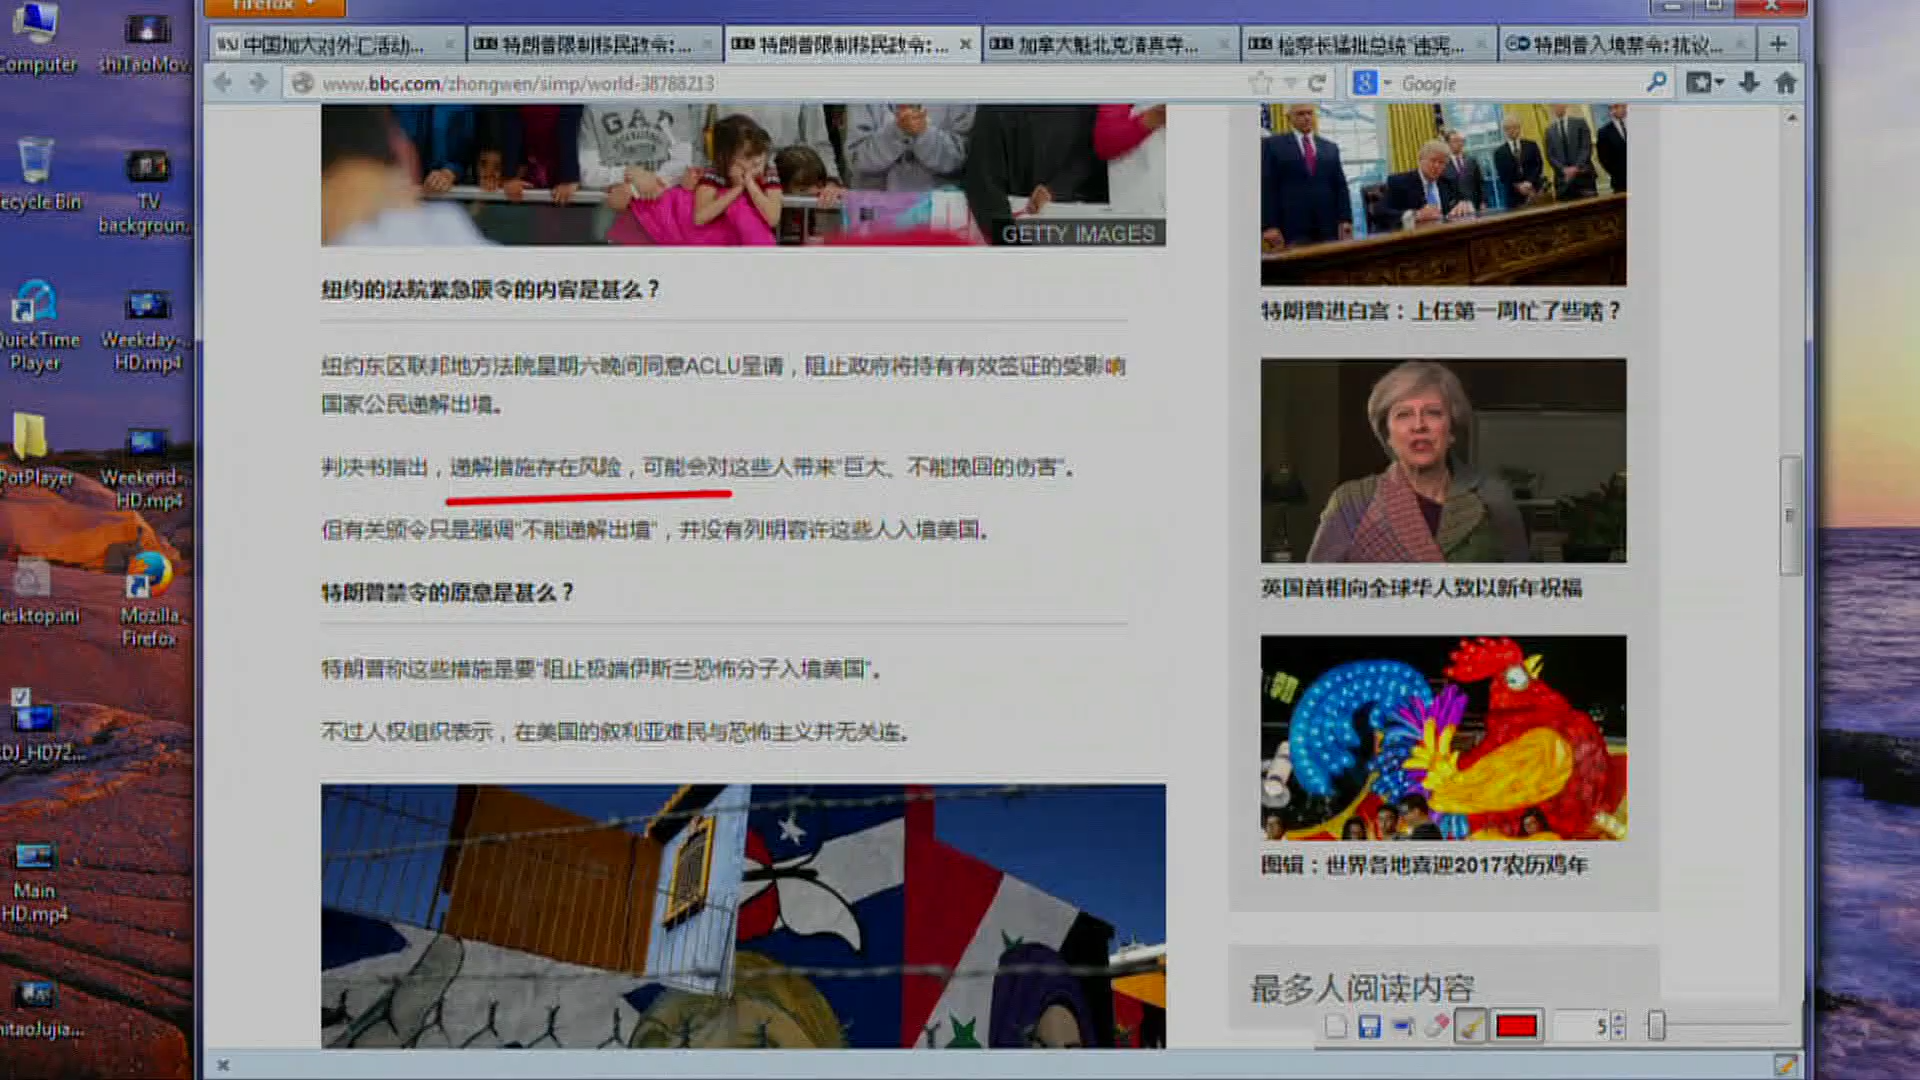 Firefox
中国加大对外汇活动...
特朗普限制移民政令:...
特朗普限制移民政令:...
加拿大魁北克清真寺...
检察长猛批总统"违宪...
特朗普入境禁令:抗议...
www.bbc.com/zhongwen/simp/world-38788213
Google
Computer
shiTaoMov...
Recycle Bin
TV
backgroun...
QuickTime
Player
Weekday-...
HD.mp4
PotPlayer
Weekend-...
HD.mp4
desktop.ini
Mozilla
Firefox
DJ_HD72...
Main
HD.mp4
hitaoJujia...
GAP
GETTY IMAGES
纽约的法院紧急颁令的内容是甚么？
纽约东区联邦地方法院星期六晚间同意ACLU呈请，阻止政府将持有有效签证的受影响
国家公民递解出境。
判决书指出，递解措施存在风险，可能会对这些人带来"巨大、不能挽回的伤害"。
但有关颁令只是强调"不能递解出境"，并没有列明容许这些人入境美国。
特朗普禁令的原意是甚么？
特朗普称这些措施是要"阻止极端伊斯兰恐怖分子入境美国"。
不过人权组织表示，在美国的叙利亚难民与恐怖主义并无关连。
特朗普进白宫：上任第一周忙了些啥？
英国首相向全球华人致以新年祝福
图辑：世界各地喜迎2017农历鸡年
最多人阅读内容
5